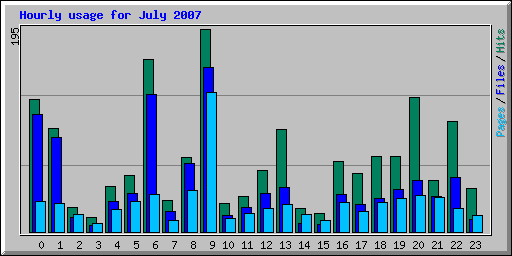 Hourly usage for July 2007
195
Pages / Files / Hits
0 1 2 3 4 5 6 7 8 9 10 11 12 13 14 15 16 17 18 19 20 21 22 23